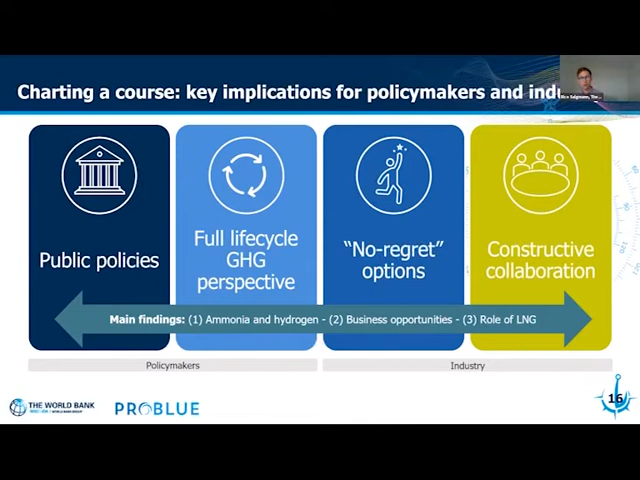 Charting a course: key implications for policymakers and indu
Public policies
Full lifecycle
GHG
perspective
“No-regret”
options
Constructive
collaboration
Main findings: (1) Ammonia and hydrogen - (2) Business opportunities - (3) Role of LNG
Policymakers
Industry
THE WORLD BANK
PROBLUE
16